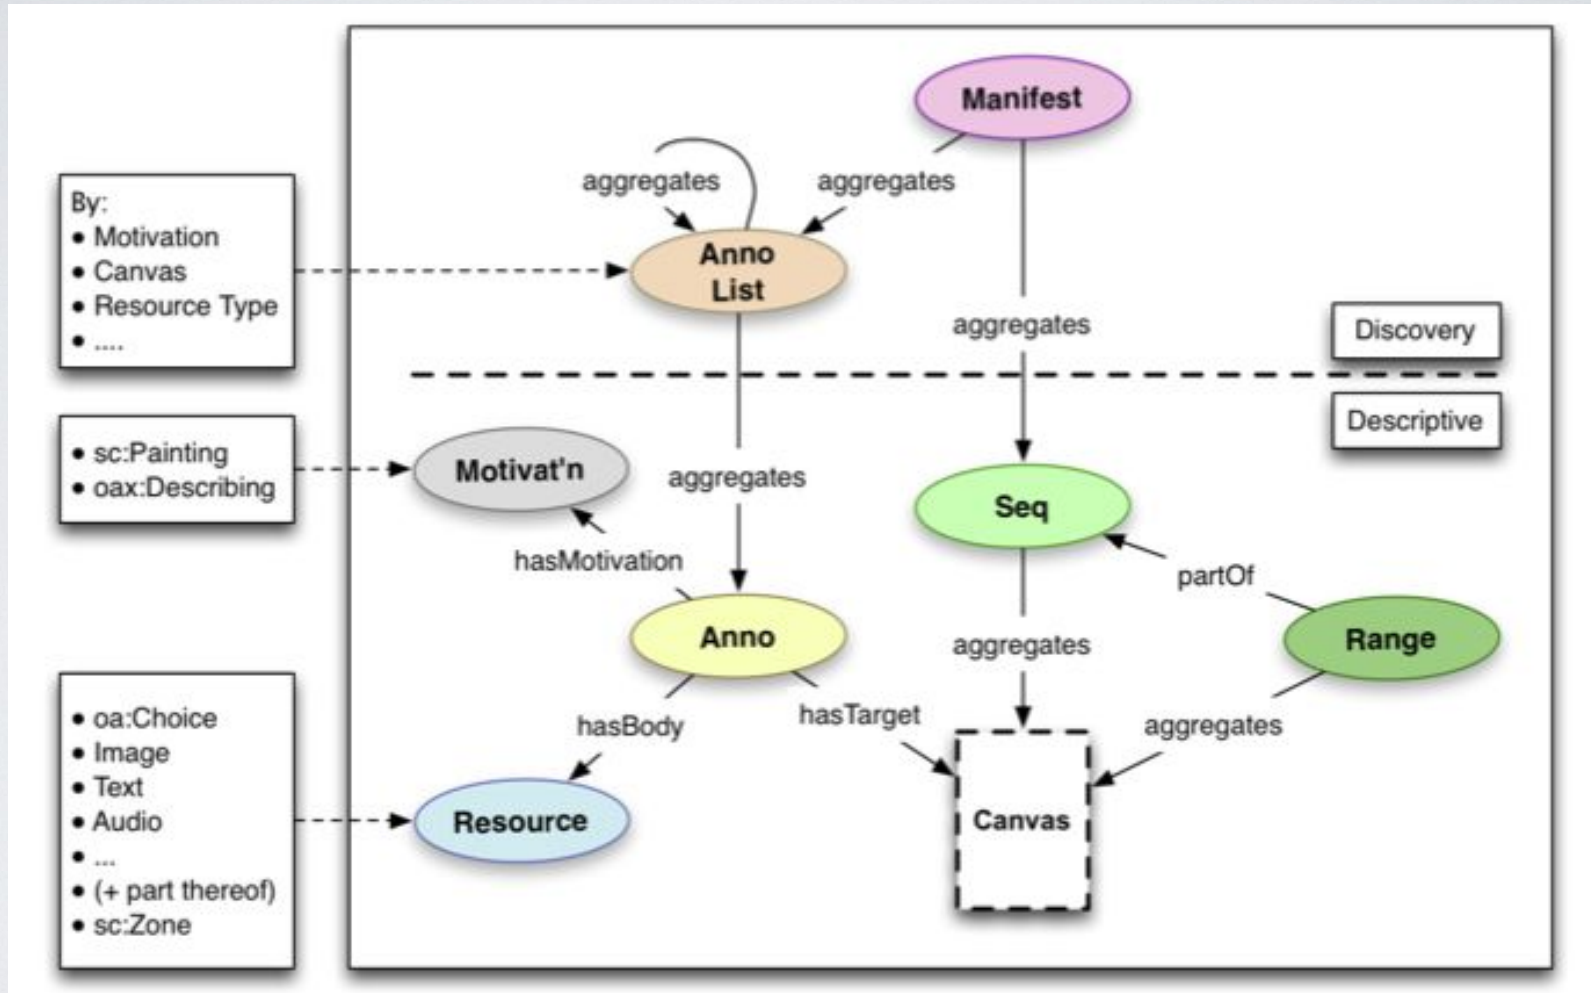 Manifest
aggregates
aggregates
By:
• Motivation
• Canvas
• Resource Type
• ....
Anno
List
aggregates
Discovery
Descriptive
• sc:Painting
• oax:Describing
Motivat'n
aggregates
Seq
hasMotivation
partOf
Anno
aggregates
Range
• oa:Choice
• Image
• Text
• Audio
• ...
• (+ part thereof)
• sc:Zone
hasBody
hasTarget
aggregates
Resource
Canvas